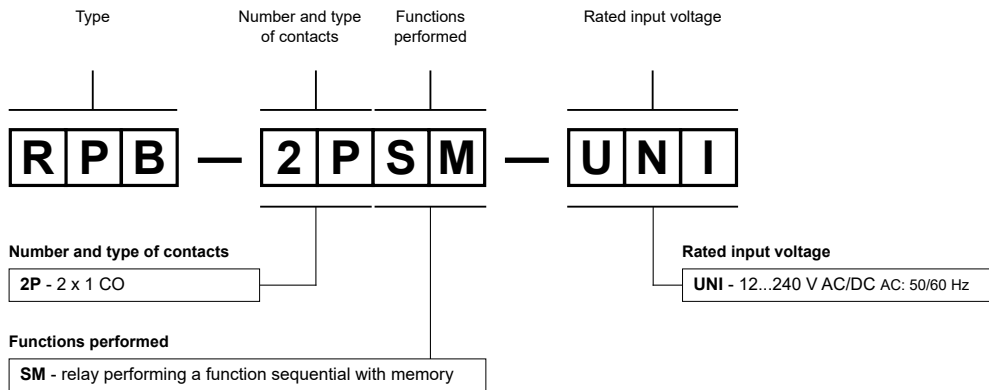 Type
Number and type
of contacts
Functions
performed
Rated input voltage
RPB — 2PSM — UNI
Number and type of contacts
2P - 2 x 1 CO
Rated input voltage
UNI - 12...240 V AC/DC AC: 50/60 Hz
Functions performed
SM - relay performing a function sequential with memory